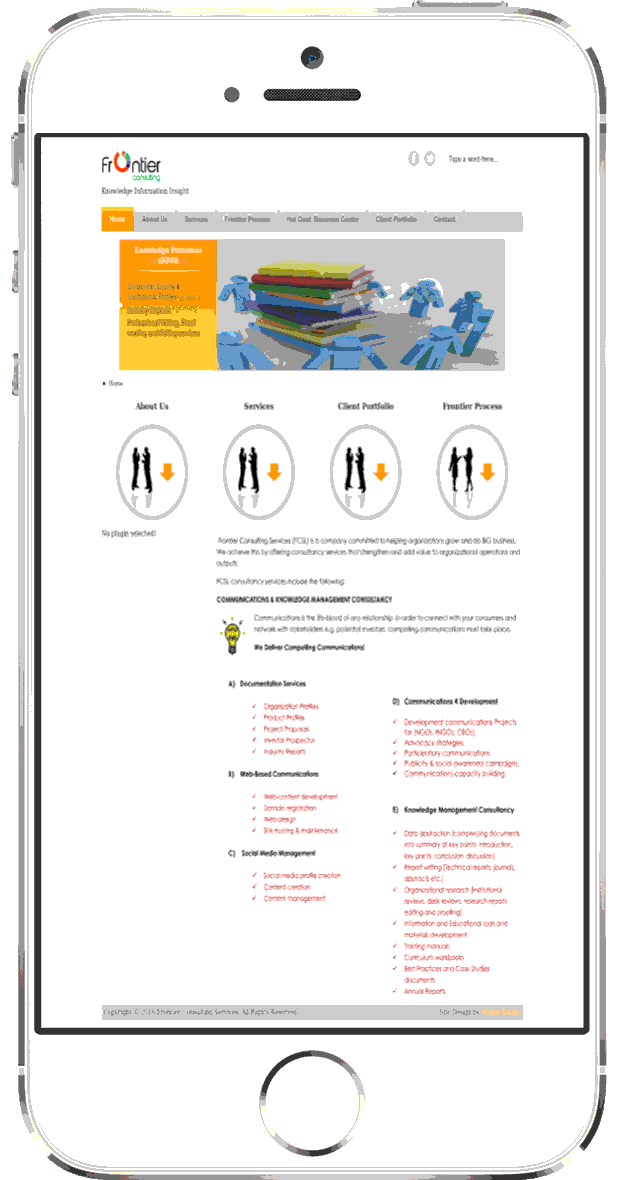 Frontier
consulting
Knowledge Information Insight
Type a word here...
Home About Us Services Frontier Process Client Portfolio Contact
Knowledge Processes
Home
About Us Services Client Portfolio Frontier Process
No plugin selected!
Frontier Consulting Services (FCSL) is a company committed to helping organizations grow and do BIG business.
We achieve this by offering consultancy services that strengthen and add value to organizational operations and
outputs.
FCSL consultancy services include the following:
COMMUNICATIONS & KNOWLEDGE MANAGEMENT CONSULTANCY
Communications is the life-blood of any relationship. In order to connect with your consumers and
network with stakeholders e.g. potential investors, compelling communications must take place.
We Deliver Compelling Communications!
A) Documentation Services
Organization Profiles
Product Profiles
Project Proposals
Investor Prospectus
Industry Reports
B) Web-Based Communications
Web-content development
Domain registration
Web-design
Site hosting & maintenance
C) Social Media Management
Social media profile creation
Content creation
Content management
D) Communications 4 Development
Development communications Projects
for (NGOs, INGOs, CBOs)
Advocacy strategies.
Participatory communications.
Publicity & social awareness campaigns.
Communications capacity building.
E) Knowledge Management Consultancy
Data abstraction (compressing documents
into summary of key points: introduction,
key points, conclusion, discussion)
Report writing (Technical reports, journals,
abstracts etc.)
Organizational research (institutional
reviews, desk reviews, research reports
editing and proofing)
Information and Educational tools and
materials development
Training manuals
Curriculum workbooks
Best Practices and Case Studies
documents
Annual Reports
Consulting Services. All Rights Reserved.
Site Design by